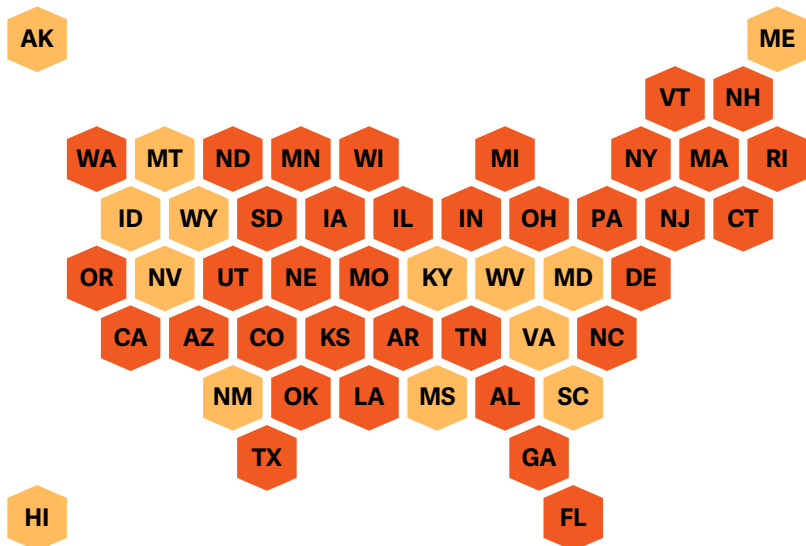 AK ME
VT NH
WA MT ND MN WI MI NY MA RI
ID WY SD IA IL IN OH PA NJ CT
OR NV UT NE MO KY WV MD DE
CA AZ CO KS AR TN VA NC
NM OK LA MS AL SC
TX GA
HI FL